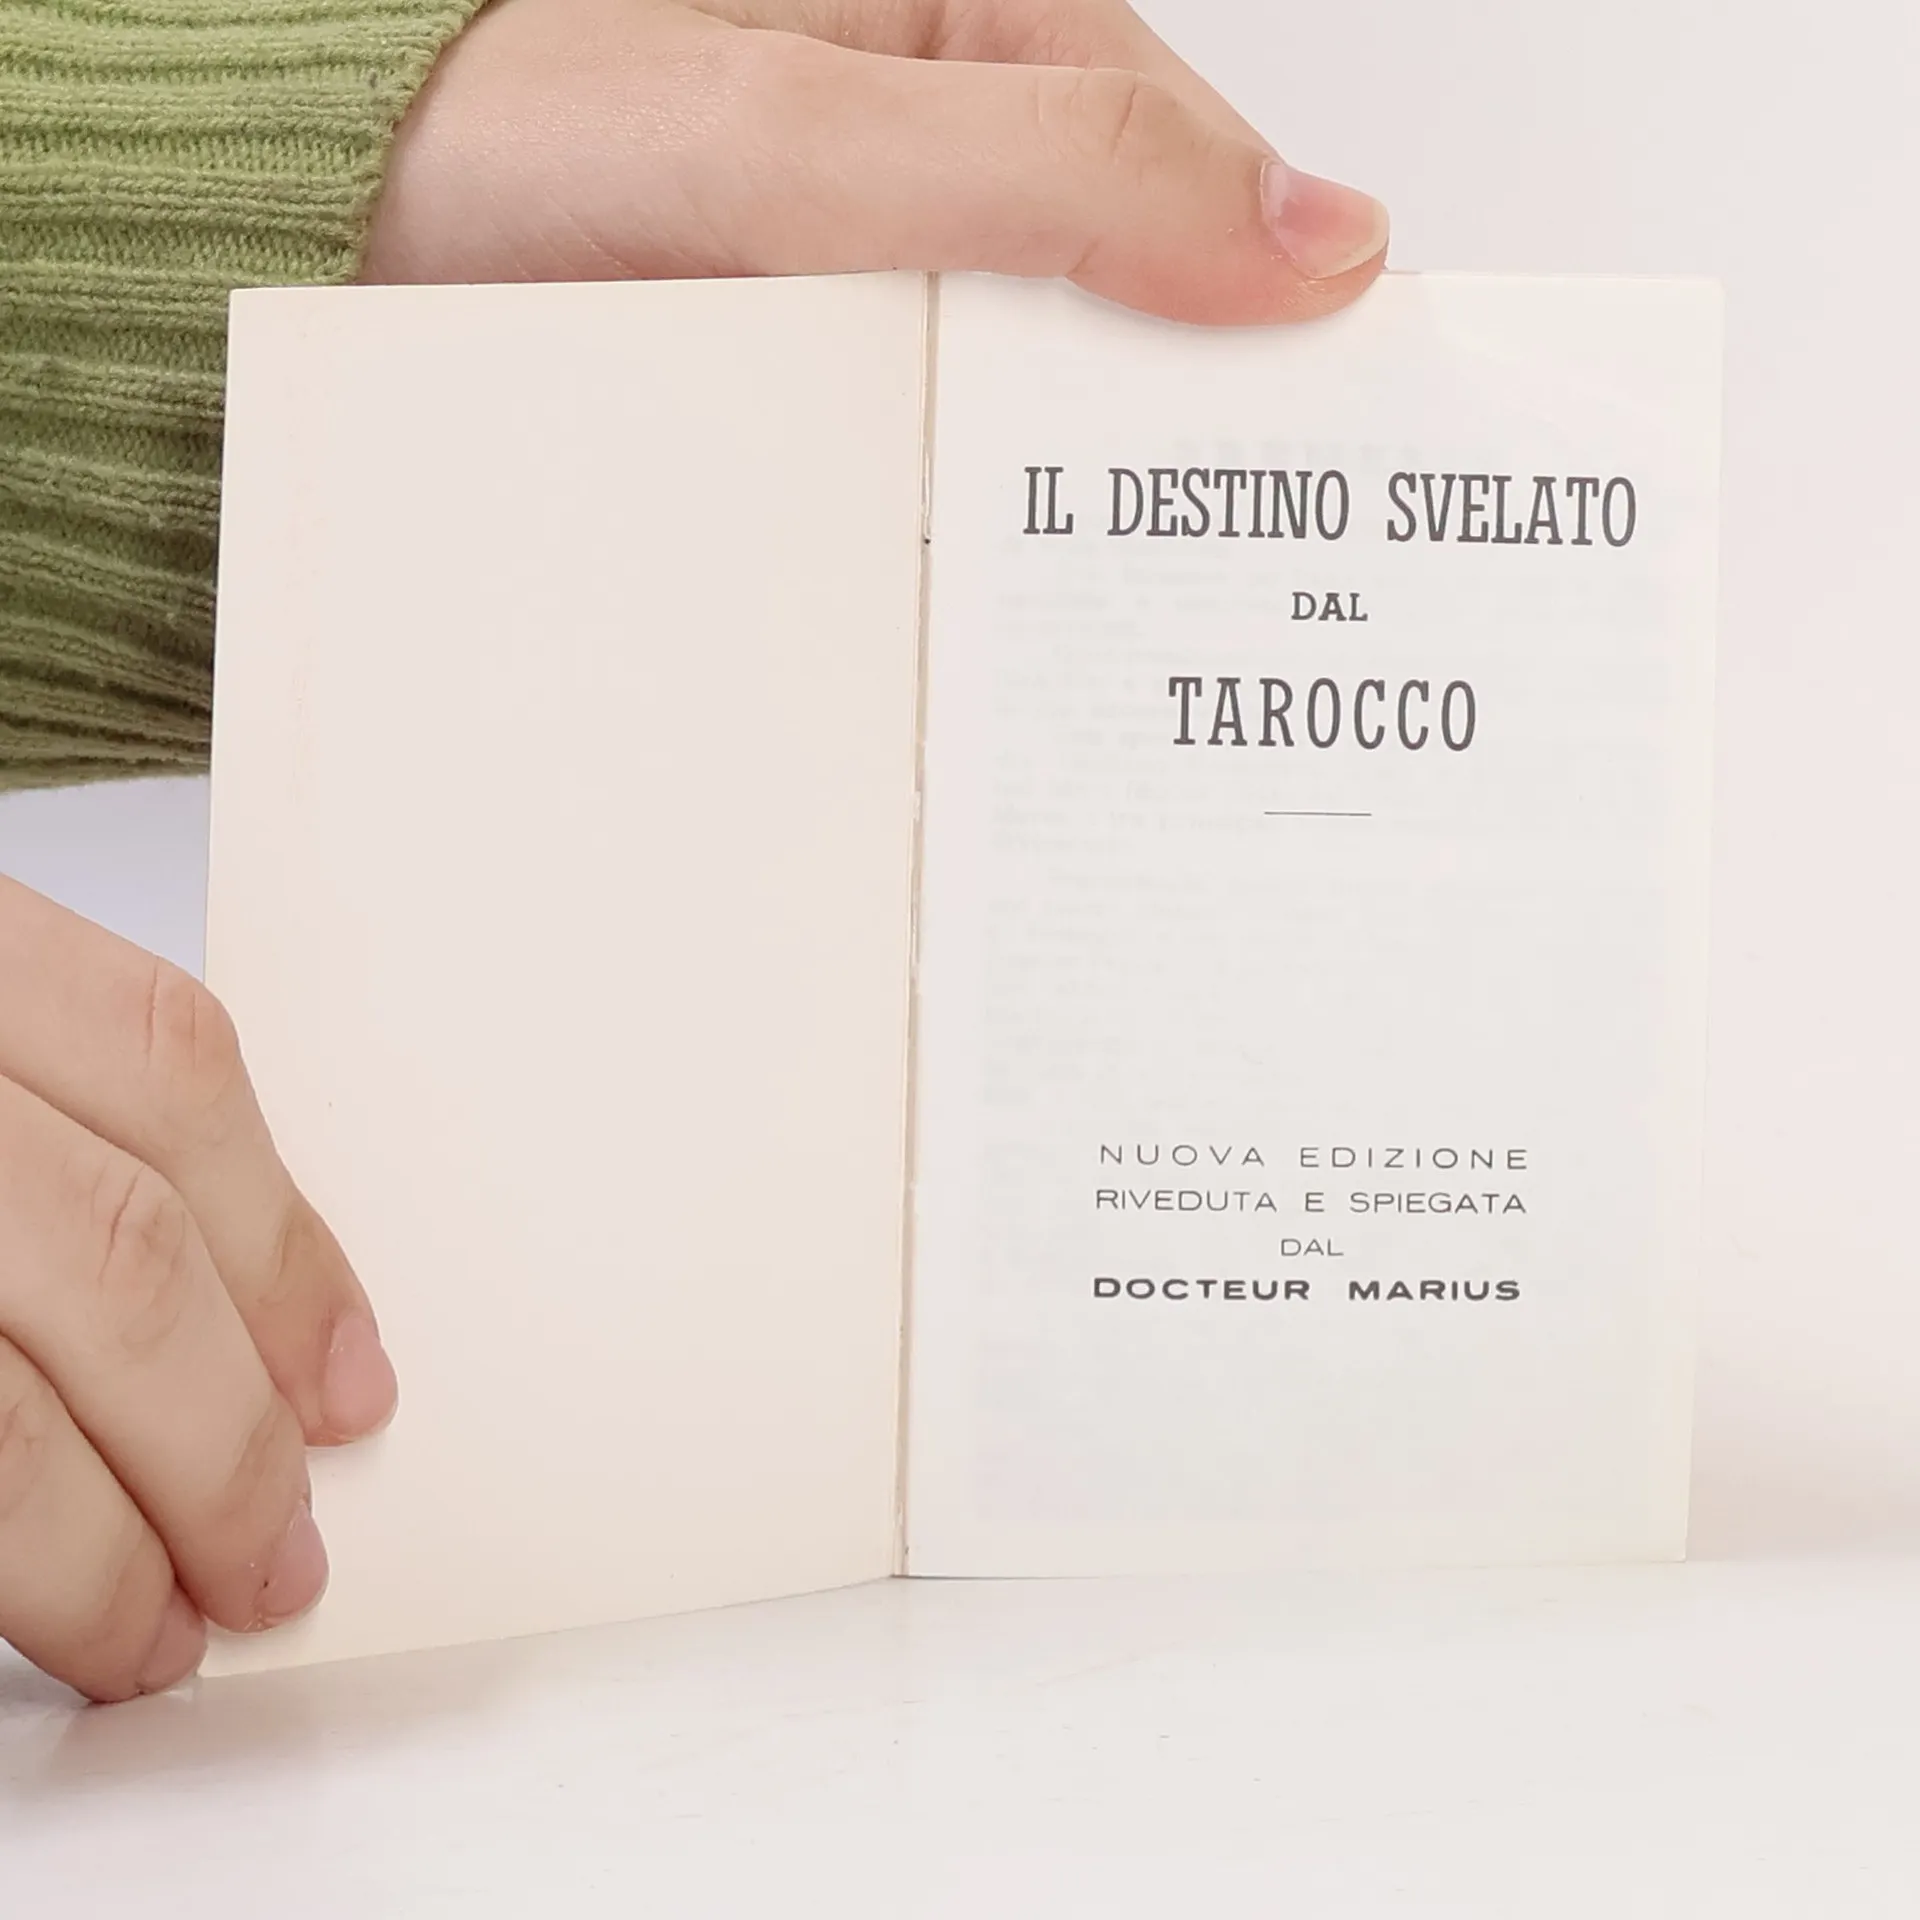 IL DESTINO SVELATO
DAL
TAROCCO
NUOVA EDIZIONE
RIVEDUTA E SPIEGATA
DAL
DOCTEUR MARIUS